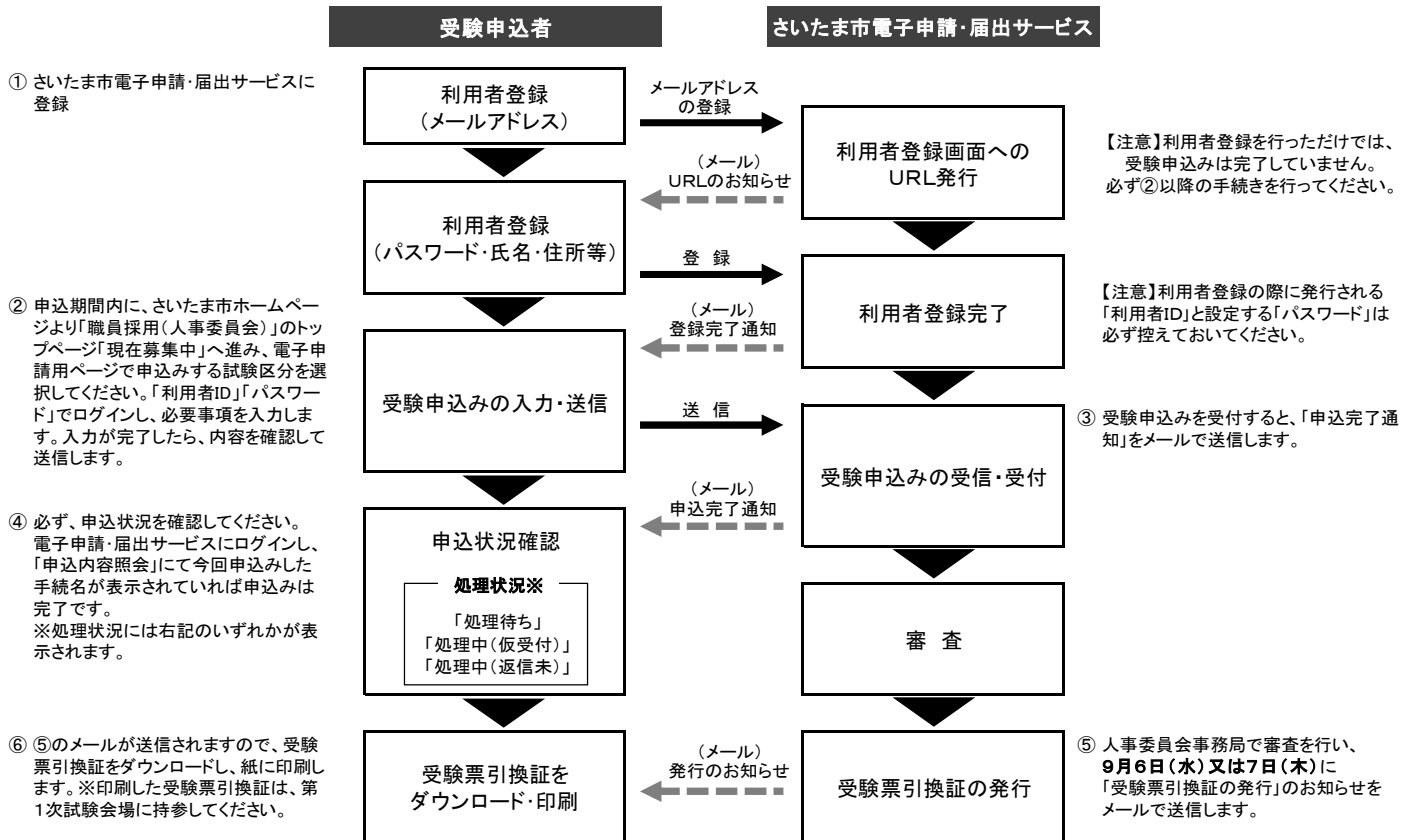 受験申込者
さいたま市電子申請・届出サービス
① さいたま市電子申請・届出サービスに
登録
利用者登録
（メールアドレス）
メールアドレス
の登録
利用者登録画面への
URL発行
【注意】利用者登録を行っただけでは、
受験申込みは完了していません。
必ず②以降の手続きを行ってください。
（メール）
URLのお知らせ
利用者登録
（パスワード・氏名・住所等）
登 録
利用者登録完了
【注意】利用者登録の際に発行される
「利用者ID」と設定する「パスワード」は
必ず控えておいてください。
（メール）
登録完了通知
② 申込期間内に、さいたま市ホームペー
ジより「職員採用（人事委員会）」のトッ
プページ「現在募集中」へ進み、電子申
請用ページで申込みする試験区分を選
択してください。「利用者ID」「パスワー
ド」でログインし、必要事項を入力しま
す。入力が完了したら、内容を確認して
送信します。
受験申込みの入力・送信
送 信
受験申込みの受信・受付
③ 受験申込みを受付すると、「申込完了通
知」をメールで送信します。
（メール）
申込完了通知
④ 必ず、申込状況を確認してください。
電子申請・届出サービスにログインし、
「申込内容照会」にて今回申込みした
手続名が表示されていれば申込みは
完了です。
※処理状況には右記のいずれかが表
示されます。
申込状況確認
処理状況※
「処理待ち」
「処理中（仮受付）」
「処理中（返信未）」
審 査
⑥ ⑤のメールが送信されますので、受験
票引換証をダウンロードし、紙に印刷し
ます。※印刷した受験票引換証は、第
1次試験会場に持参してください。
受験票引換証を
ダウンロード・印刷
（メール）
発行のお知らせ
受験票引換証の発行
⑤ 人事委員会事務局で審査を行い、
9月6日（水）又は7日（木）に
「受験票引換証の発行」のお知らせを
メールで送信します。